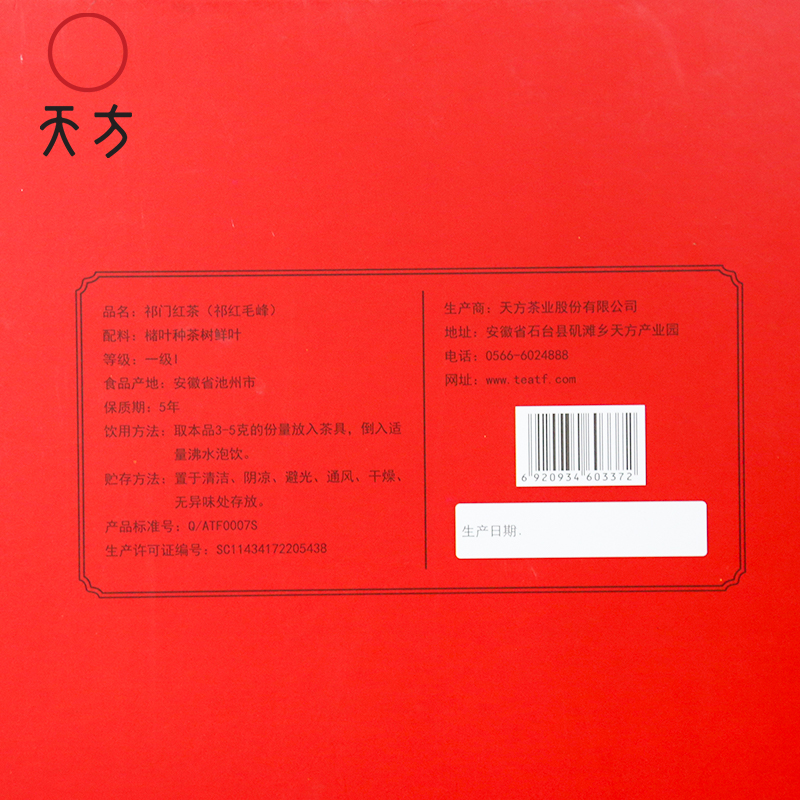 天方
品名：祁门红茶（祁红毛峰）
配料：槠叶种茶树鲜叶
等级：一级I
食品产地：安徽省池州市
保质期：5年
饮用方法：取本品3-5克的份量放入茶具，倒入适
量沸水泡饮。
贮存方法：置于清洁、阴凉、避光、通风、干燥、
无异味处存放。
产品标准号：Q/ATF0007S
生产许可证编号：SC11434172205438
生产商：天方茶业股份有限公司
地址：安徽省石台县矶滩乡天方产业园
电话：0566-6024888
网址：www.teatf.com
6 920934 603372
生产日期.